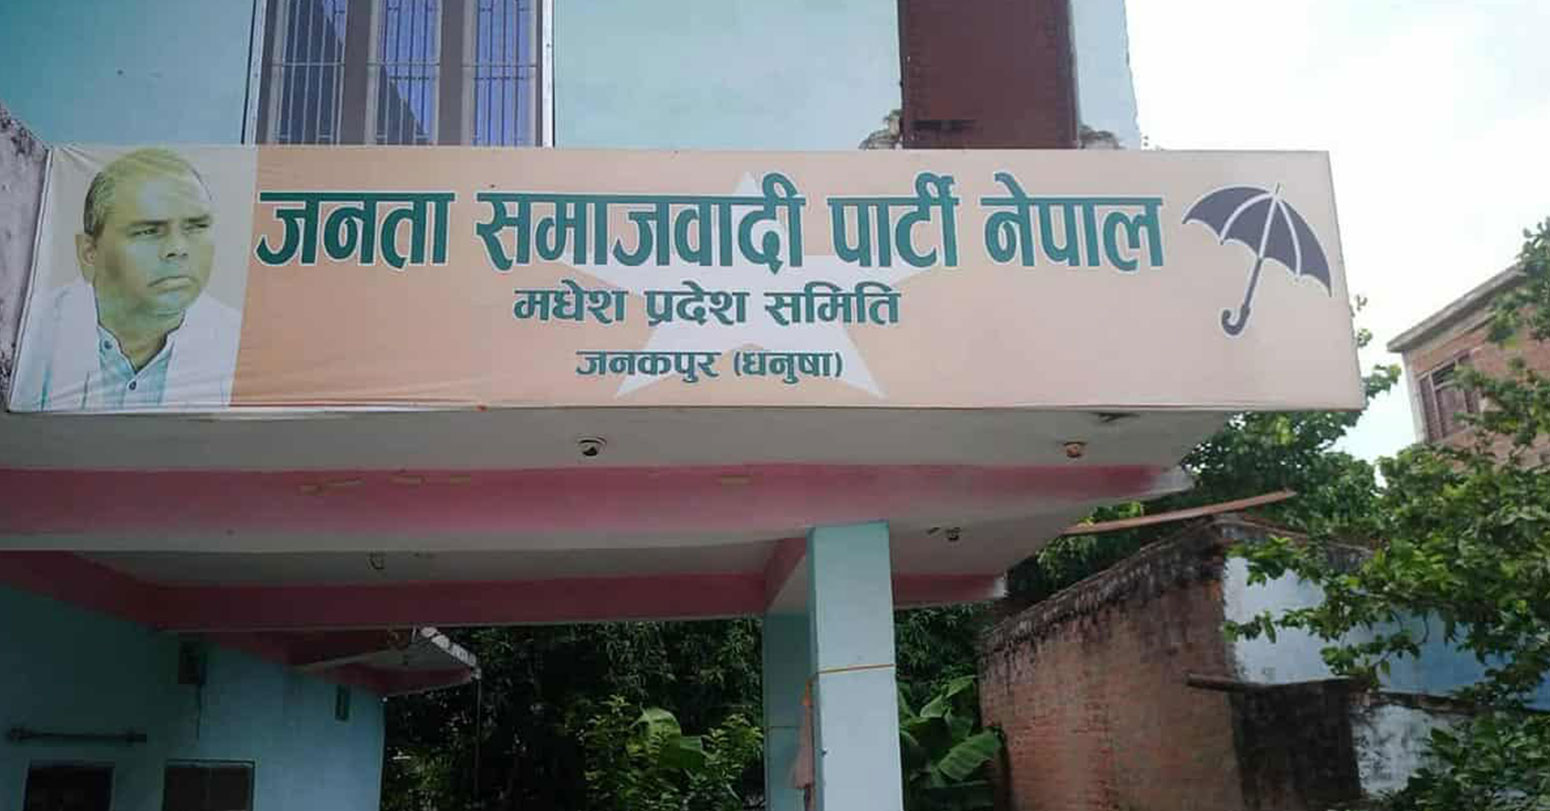 जनता समाजवादी पार्टी नेपाल
मधेश प्रदेश समिति
जनकपुर (धनुषा)